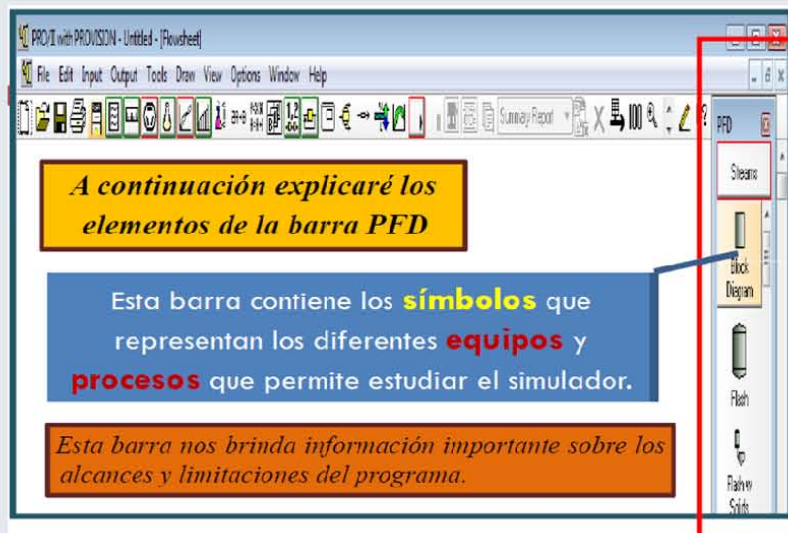 PRO/II with PROVISION - Untitled - [Flowsheet]
File Edit Input Output Tools Draw View Options Window Help
Summary Report
PFD
Streams
A continuación explicaré los
elementos de la barra PFD
Block
Diagram
Esta barra contiene los símbolos que
representan los diferentes equipos y
procesos que permite estudiar el simulador.
Flash
Esta barra nos brinda información importante sobre los
alcances y limitaciones del programa.
Flash w
Solids